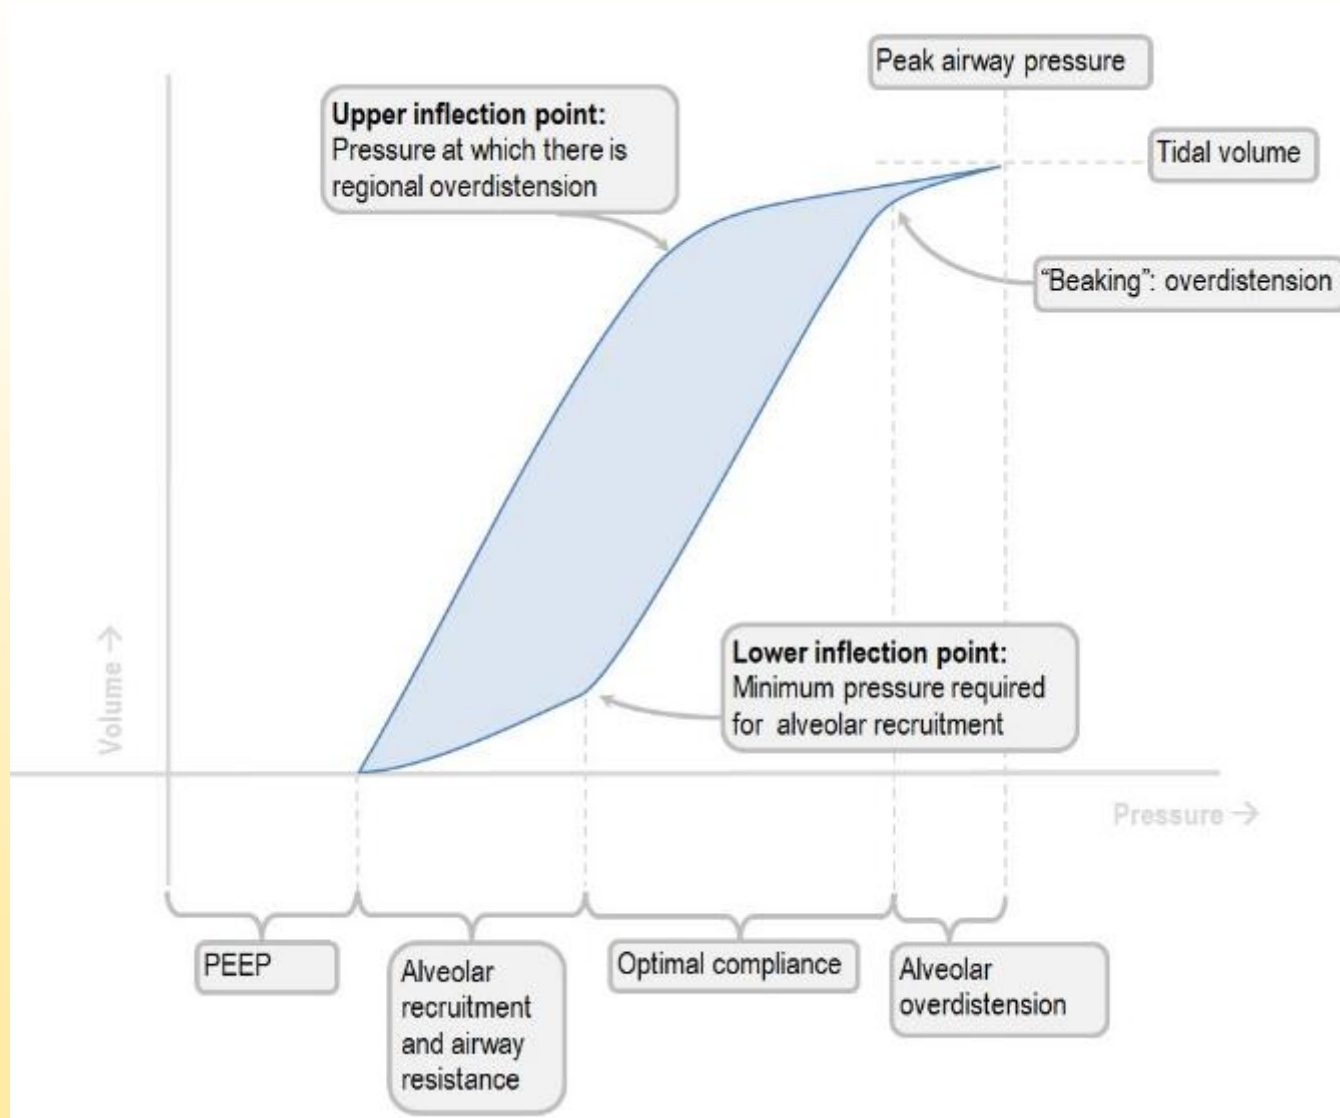 Peak airway pressure
Upper inflection point:
Pressure at which there is
regional overdistension
Tidal volume
“Beaking”: overdistension
Lower inflection point:
Minimum pressure required
for alveolar recruitment
Volume →
Pressure →
PEEP
Alveolar
recruitment
and airway
resistance
Optimal compliance
Alveolar
overdistension